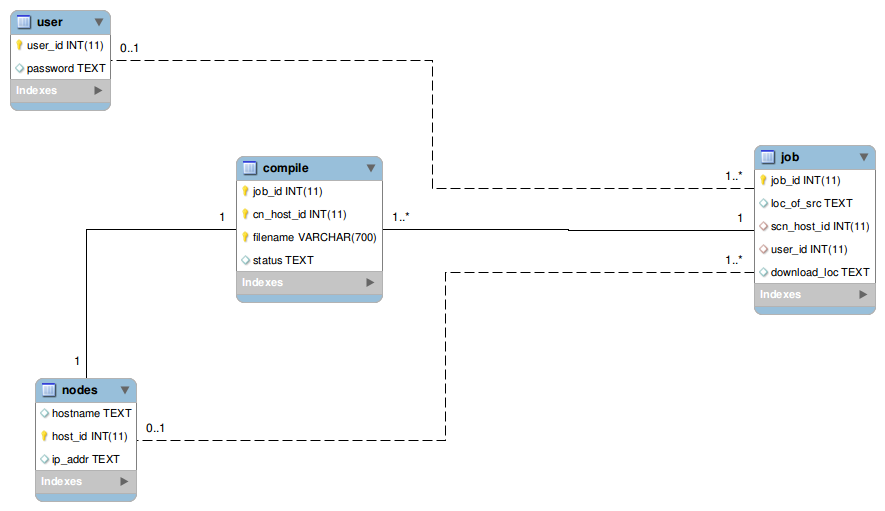 user
user_id INT(11)
password TEXT
Indexes
0..1
compile
job_id INT(11)
cn_host_id INT(11)
filename VARCHAR(700)
status TEXT
Indexes
1
1..*
job
job_id INT(11)
loc_of_src TEXT
scn_host_id INT(11)
user_id INT(11)
download_loc TEXT
Indexes
1..*
1
1..*
nodes
hostname TEXT
host_id INT(11)
ip_addr TEXT
Indexes
1
0..1